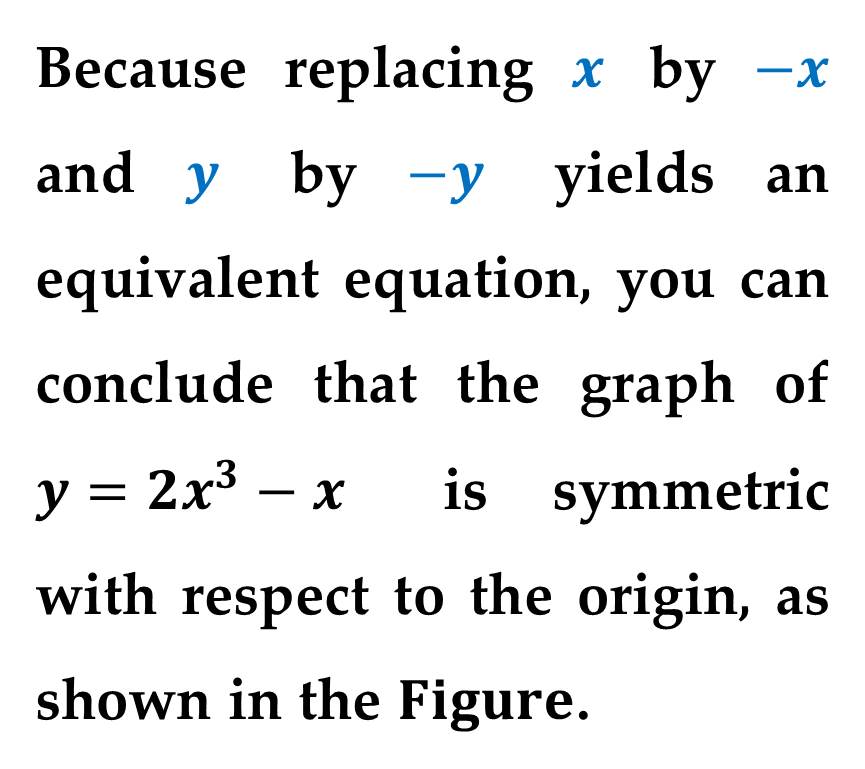 Because replacing x by −x
and y by −y yields an
equivalent equation, you can
conclude that the graph of
y = 2x³ − x is symmetric
with respect to the origin, as
shown in the Figure.